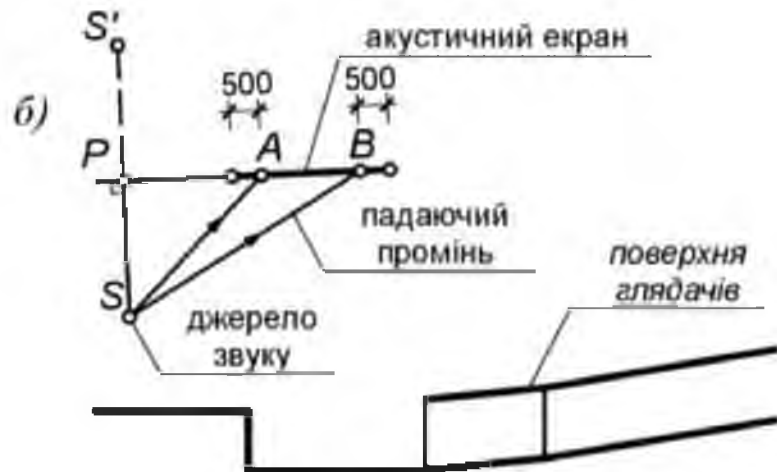 S'
акустичний екран
500
500
б)
P
A
B
падаючий
промінь
поверхня
глядачів
S
джерело
звуку